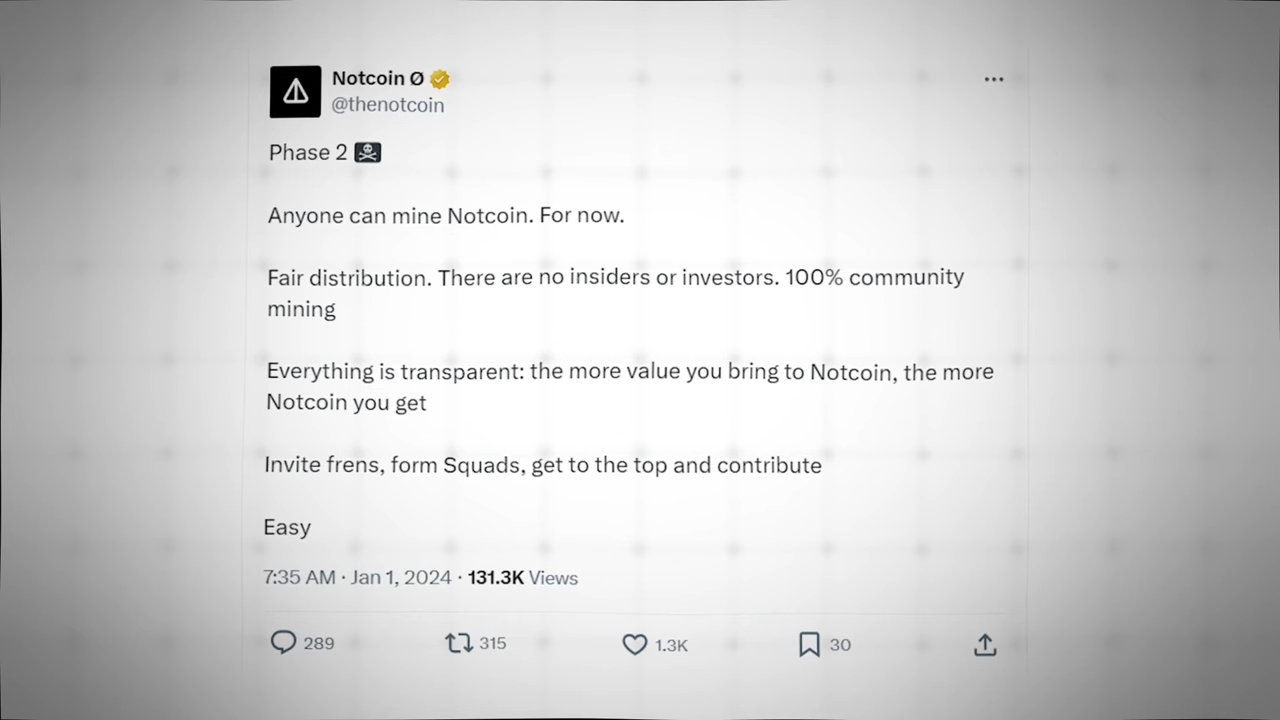 Notcoin Ø
@thenotcoin
Phase 2 ☠️
Anyone can mine Notcoin. For now.
Fair distribution. There are no insiders or investors. 100% community
mining
Everything is transparent: the more value you bring to Notcoin, the more
Notcoin you get
Invite frens, form Squads, get to the top and contribute
Easy
7:35 AM · Jan 1, 2024 · 131.3K Views
289 315 1.3K 30